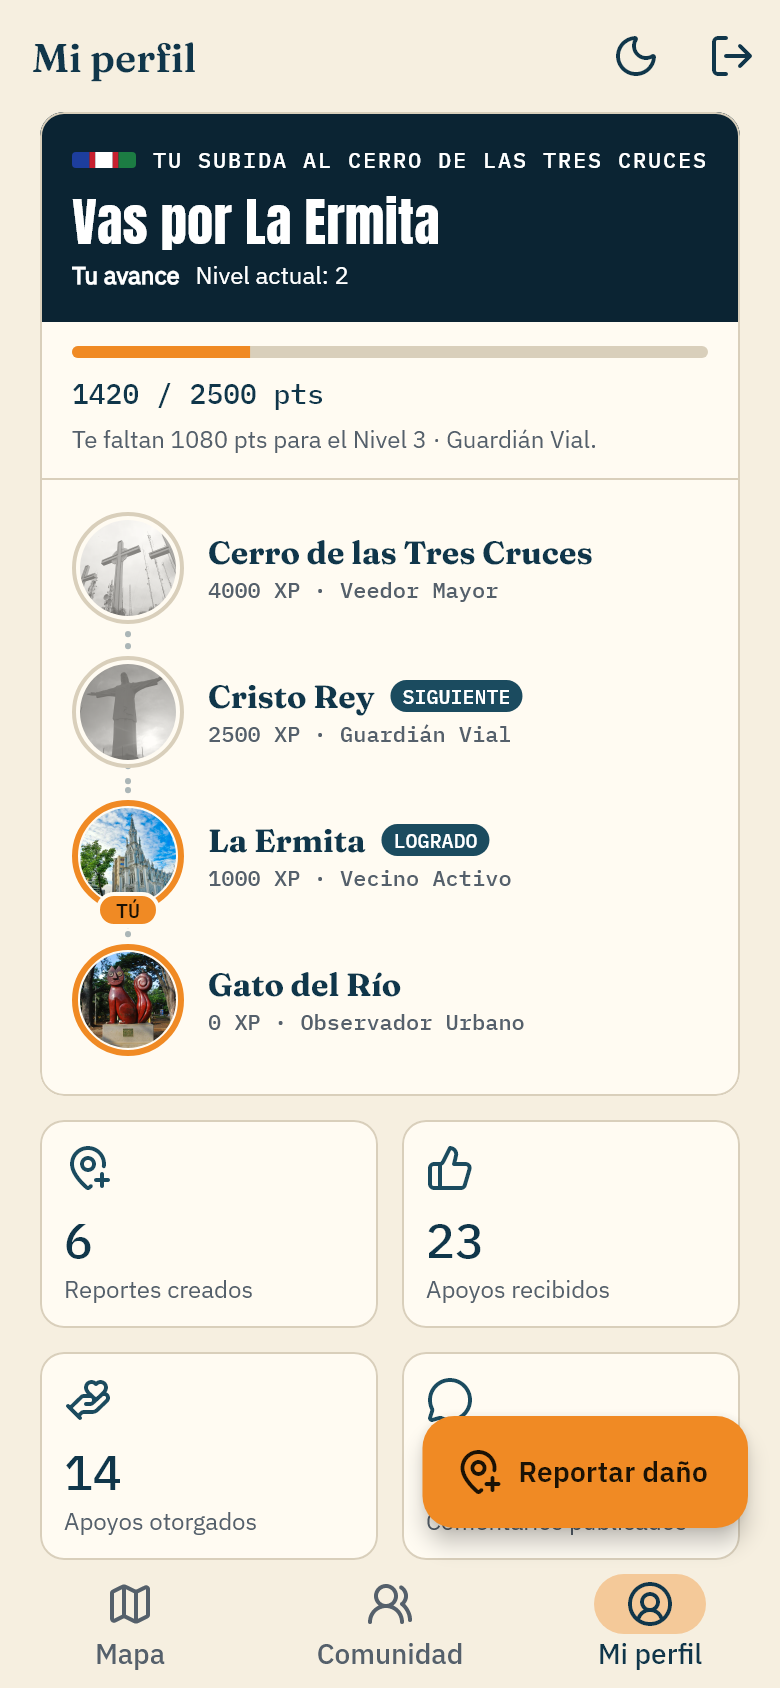 Mi perfil
TU SUBIDA AL CERRO DE LAS TRES CRUCES
Vas por La Ermita
Tu avance Nivel actual: 2
1420 / 2500 pts
Te faltan 1080 pts para el Nivel 3 · Guardián Vial.
Cerro de las Tres Cruces
4000 XP · Veedor Mayor
Cristo Rey SIGUIENTE
2500 XP · Guardián Vial
La Ermita LOGRADO
1000 XP · Vecino Activo
TÚ
Gato del Río
0 XP · Observador Urbano
6
Reportes creados
23
Apoyos recibidos
14
Apoyos otorgados
Reportar daño
Mapa
Comunidad
Mi perfil